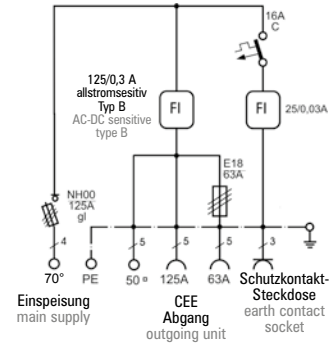 16A
C
125/0,3 A
allstromsesitiv
Typ B
AC-DC sensitive
type B
FI
FI
25/0,03A
E18
63A
NH00
125A
gl
4
5
5
5
3
70°
PE
50 °
125A
63A
Schutzkontakt-
Steckdose
earth contact
socket
Einspeisung
main supply
CEE
Abgang
outgoing unit